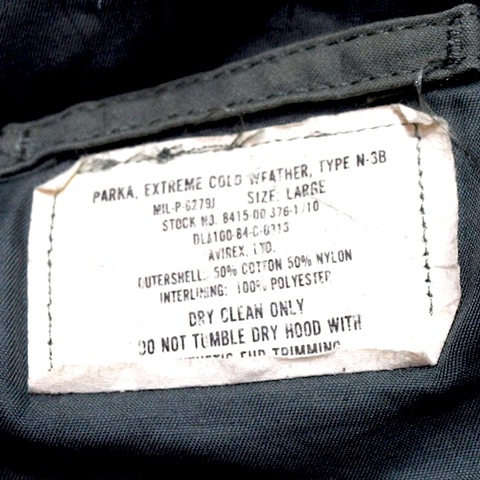 PARKA, EXTREME COLD WEATHER, TYPE N-3B
MIL-P-6279J SIZE: LARGE
STOCK NO. 8415-00-376-1710
DLA100-84-C-0313
AVIREX, LTD.
OUTERSHELL: 50% COTTON 50% NYLON
INTERLINING: 100% POLYESTER
DRY CLEAN ONLY
DO NOT TUMBLE DRY HOOD WITH
FUR TRIMMING